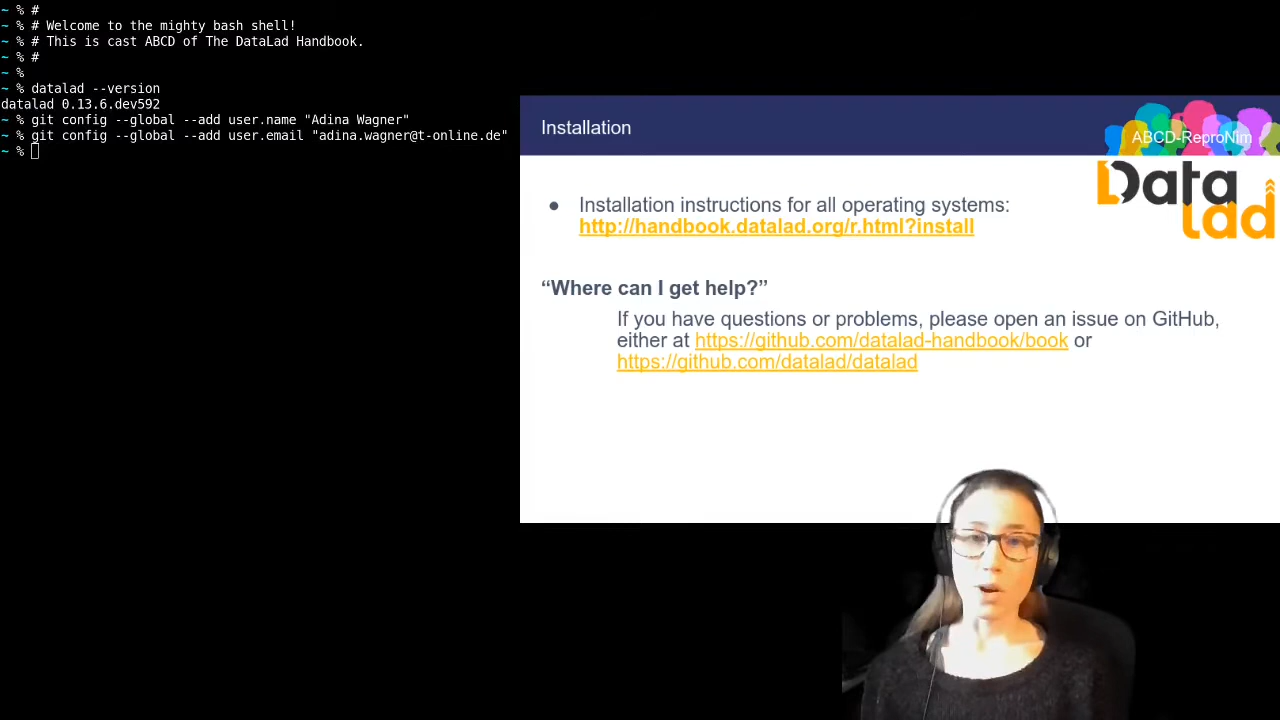 ~ % #
~ % # Welcome to the mighty bash shell!
~ % # This is cast ABCD of The DataLad Handbook.
~ % #
~ %
~ % datalad --version
datalad 0.13.6.dev592
~ % git config --global --add user.name "Adina Wagner"
~ % git config --global --add user.email "adina.wagner@t-online.de"
~ %
Installation
ABCD-ReproNim
Data
lad
● Installation instructions for all operating systems:
http://handbook.datalad.org/r.html?install
“Where can I get help?”
If you have questions or problems, please open an issue on GitHub,
either at https://github.com/datalad-handbook/book or
https://github.com/datalad/datalad